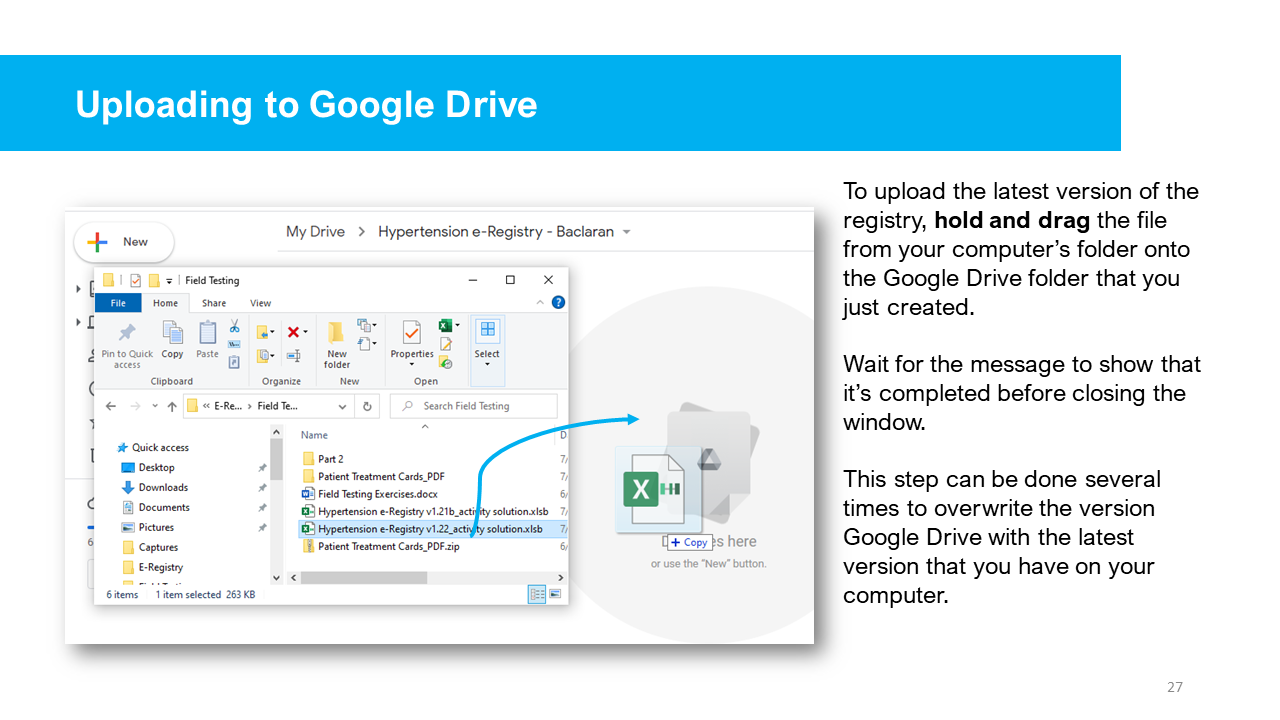 Uploading to Google Drive
New
My Drive > Hypertension e-Registry - Baclaran
Field Testing
File Home Share View
Pin to Quick access
Copy
Paste
New folder
Properties
Select
Clipboard Organize New Open
« E-Re... > Field Te...
Search Field Testing
Name
Quick access
Desktop
Downloads
Documents
Pictures
Captures
E-Registry
Part 2
Patient Treatment Cards_PDF
Field Testing Exercises.docx
Hypertension e-Registry v1.21b_activity solution.xlsb
Hypertension e-Registry v1.22_activity solution.xlsb
Patient Treatment Cards_PDF.zip
6 items 1 item selected 263 KB
+ Copy
here
or use the "New" button.
To upload the latest version of the
registry, hold and drag the file
from your computer’s folder onto
the Google Drive folder that you
just created.
Wait for the message to show that
it’s completed before closing the
window.
This step can be done several
times to overwrite the version
Google Drive with the latest
version that you have on your
computer.
27